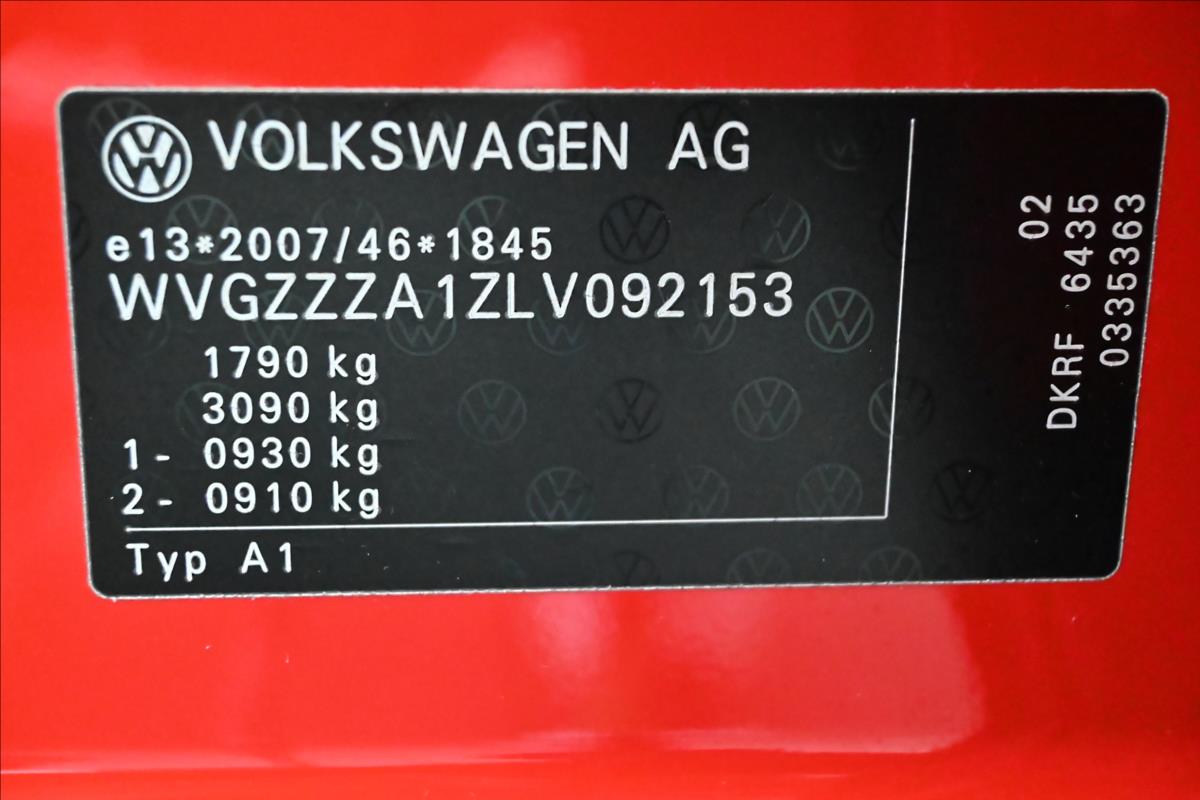 VOLKSWAGEN AG
e13*2007/46*1845
WVGZZZA1ZLV092153
1790 kg
3090 kg
1- 0930 kg
2- 0910 kg
Typ A1
02
DKRF 6435
0335363